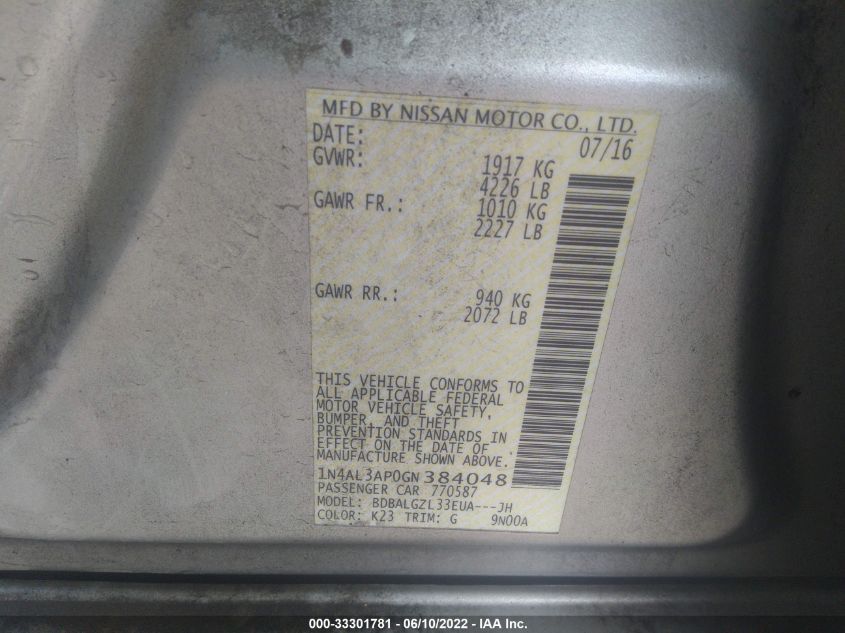 MFD BY NISSAN MOTOR CO., LTD.
DATE: 07/16
GVWR: 1917 KG
4226 LB
GAWR FR.: 1010 KG
2227 LB
GAWR RR.: 940 KG
2072 LB
THIS VEHICLE CONFORMS TO
ALL APPLICABLE FEDERAL
MOTOR VEHICLE SAFETY,
BUMPER, AND THEFT
PREVENTION STANDARDS IN
EFFECT ON THE DATE OF
MANUFACTURE SHOWN ABOVE.
1N4AL3AP0GN384048
PASSENGER CAR 770587
MODEL: BDBALGZL33EUA---JH
COLOR: K23 TRIM: G 9N00A
000-33301781 - 06/10/2022 - IAA Inc.